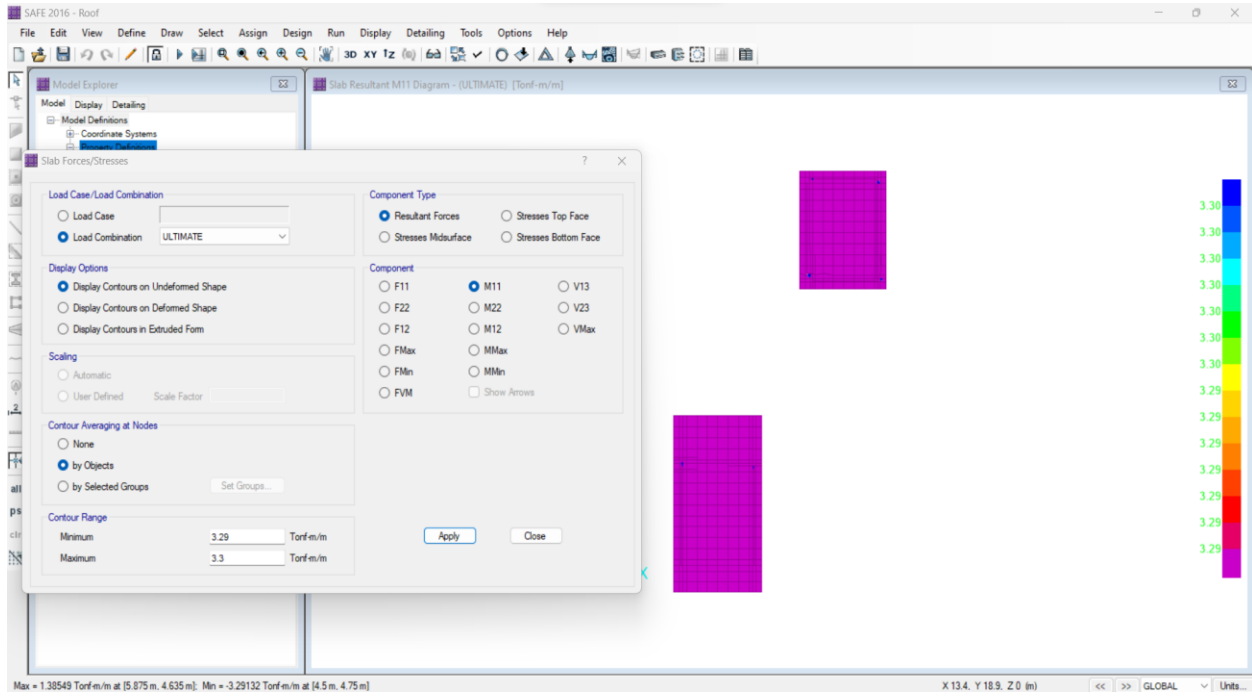 SAFE 2016 - Roof
File Edit View Define Draw Select Assign Design Run Display Detailing Tools Options Help
3D XY
Model Explorer
Slab Resultant M11 Diagram - (ULTIMATE) [Tonf-m/m]
Model Display Detailing
Model Definitions
Coordinate Systems
Property Definitions
Slab Forces/Stresses
?
Load Case/Load Combination
Load Case
Load Combination ULTIMATE
Component Type
Resultant Forces Stresses Top Face
Stresses Midsurface Stresses Bottom Face
Display Options
Display Contours on Undeformed Shape
Display Contours on Deformed Shape
Display Contours in Extruded Form
Component
F11 M11 V13
F22 M22 V23
F12 M12 VMax
FMax MMax
FMin MMin
FVM Show Arrows
Scaling
Automatic
User Defined Scale Factor
Contour Averaging at Nodes
None
by Objects
by Selected Groups Set Groups...
Contour Range
Minimum 3.29 Tonf-m/m
Maximum 3.3 Tonf-m/m
Apply Close
all
ps
clr
X
3.30
3.30
3.30
3.30
3.30
3.30
3.30
3.29
3.29
3.29
3.29
3.29
3.29
3.29
Max = 1.38549 Tonf-m/m at [5.875 m, 4.635 m]; Min = -3.29132 Tonf-m/m at [4.5 m, 4.75 m]
X 13.4, Y 18.9, Z 0 (m)
<< >> GLOBAL Units...